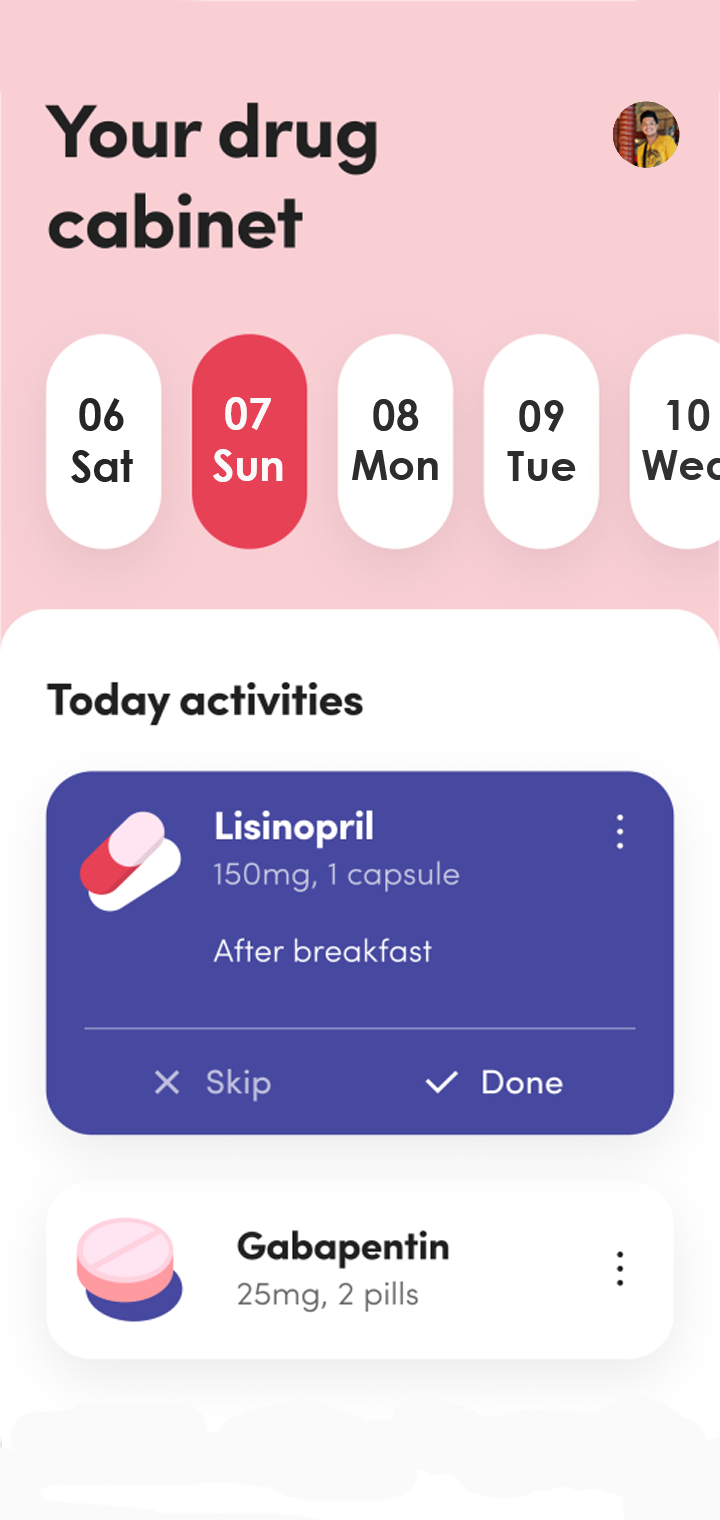 Your drug
cabinet
06
Sat
07
Sun
08
Mon
09
Tue
10
Today activities
Lisinopril
150mg, 1 capsule
After breakfast
Skip
Done
Gabapentin
25mg, 2 pills